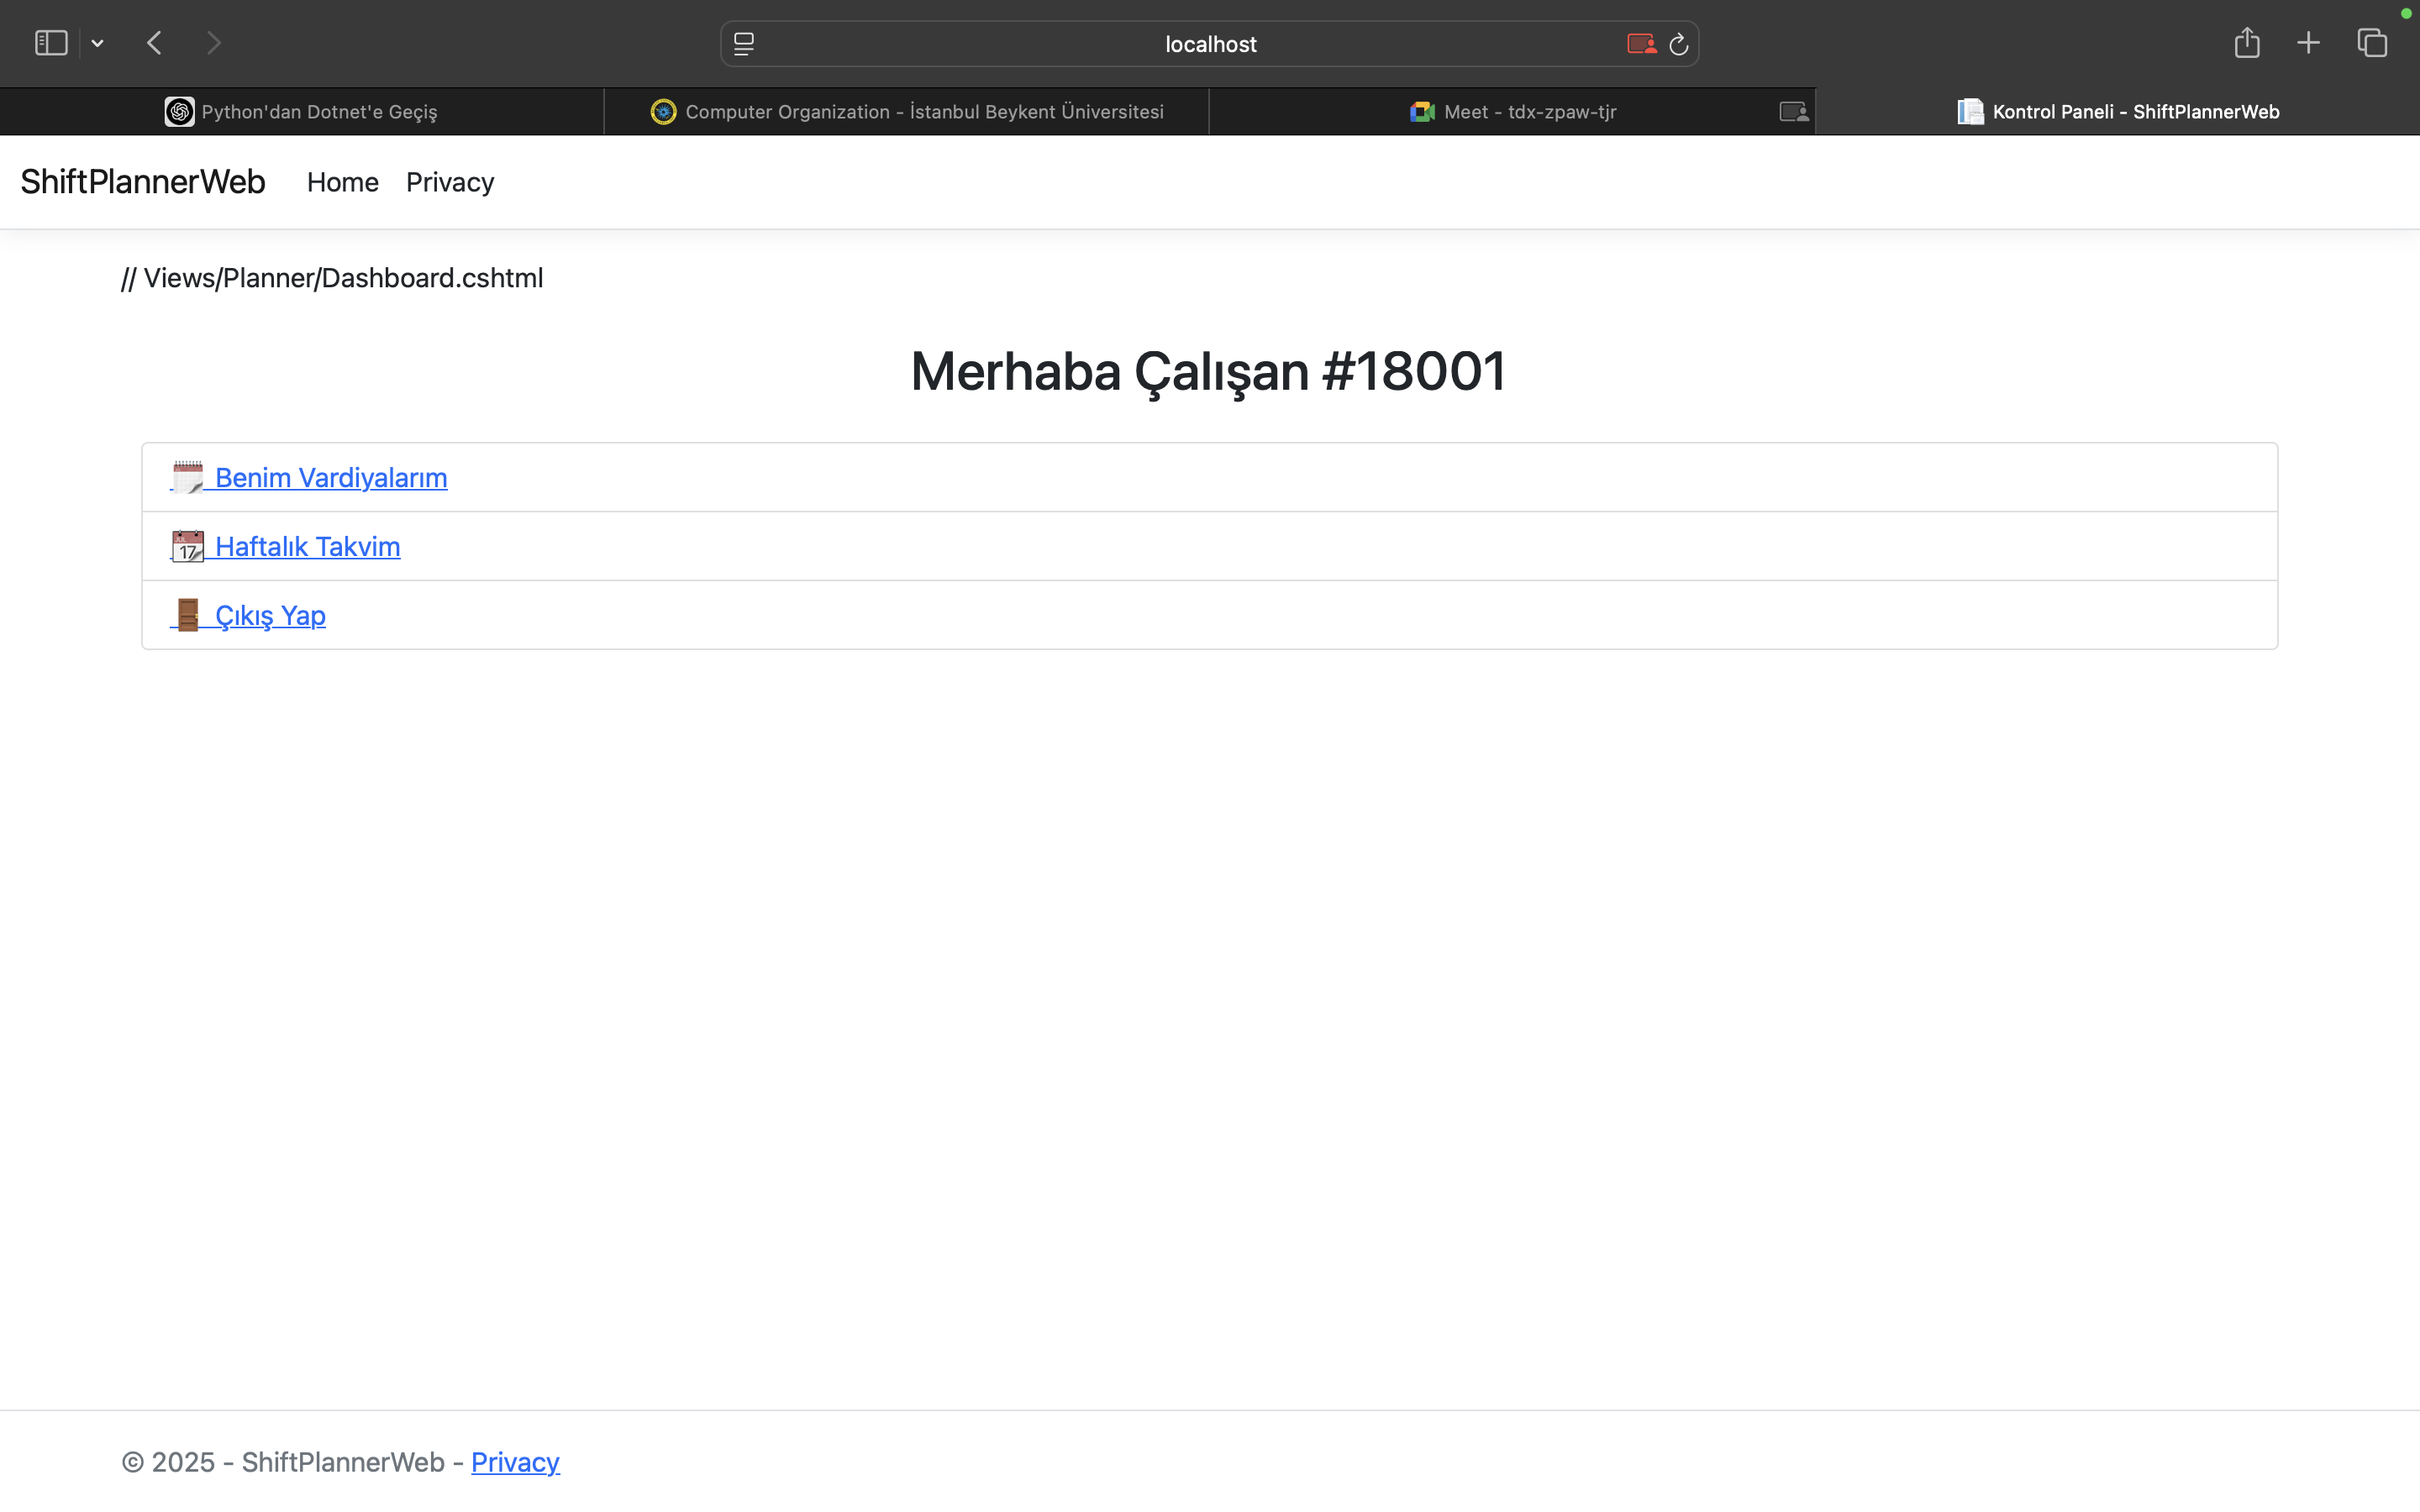 localhost
Python'dan Dotnet'e Geçiş
Computer Organization - İstanbul Beykent Üniversitesi
Meet - tdx-zpaw-tjr
Kontrol Paneli - ShiftPlannerWeb
ShiftPlannerWeb Home Privacy
// Views/Planner/Dashboard.cshtml
Merhaba Çalışan #18001
Benim Vardiyalarım
17 Haftalık Takvim
Çıkış Yap
© 2025 - ShiftPlannerWeb - Privacy